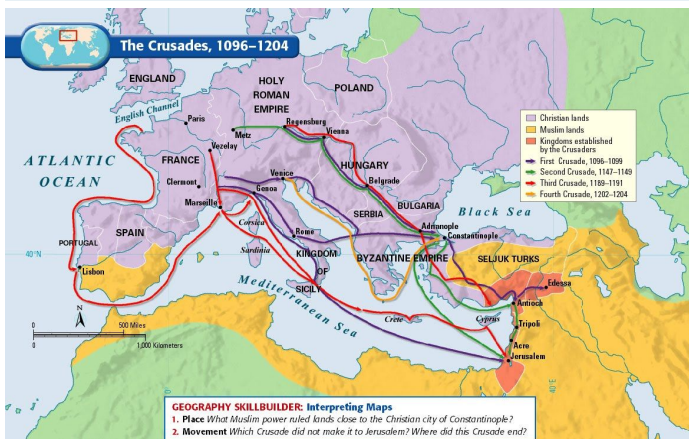 The Crusades, 1096–1204
ENGLAND
HOLY
ROMAN
EMPIRE
POLAND
English Channel
Paris
Regensberg
Metz
Vienna
Vezelay
ATLANTIC
OCEAN
FRANCE
HUNGARY
Clermont
Venice
Genoa
Belgrade
Marseille
Corsica
SERBIA
BULGARIA
Black Sea
Adrianople
Constantinople
PORTUGAL
SPAIN
Rome
Sardinia
KINGDOM
OF
SICILY
BYZANTINE EMPIRE
SELJUK TURKS
40°N
Lisbon
Edessa
Antioch
Mediterranean Sea
Crete
Cyprus
Tripoli
Acre
Jerusalem
N
0 500 Miles
0 1,000 Kilometers
0°
40°E
Christian lands
Muslim lands
Kingdoms established
by the Crusaders
First Crusade, 1096–1099
Second Crusade, 1147–1149
Third Crusade, 1189–1191
Fourth Crusade, 1202–1204
GEOGRAPHY SKILLBUILDER: Interpreting Maps
1. Place What Muslim power ruled lands close to the Christian city of Constantinople?
2. Movement Which Crusade did not make it to Jerusalem? Where did this Crusade end?